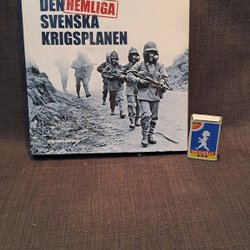 DEN HEMLIGA
SVENSKA
KRIGSPLANEN